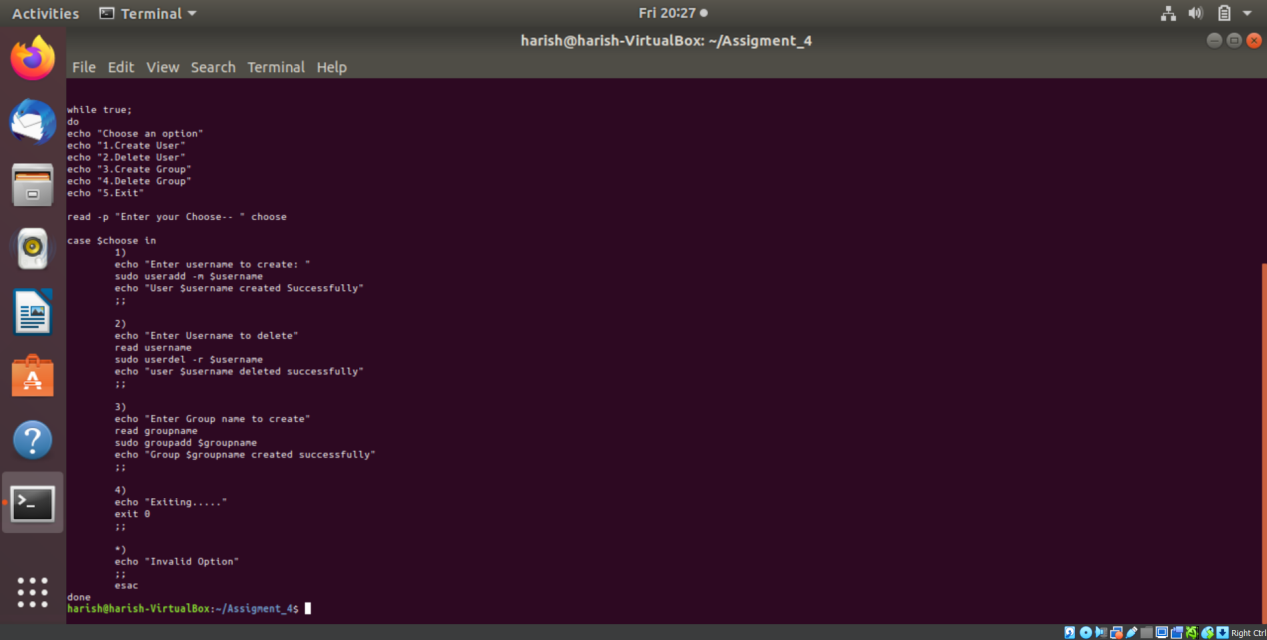 Activities Terminal Fri 20:27
harish@harish-VirtualBox: ~/Assigment_4
File Edit View Search Terminal Help
while true;
do
echo "Choose an option"
echo "1.Create User"
echo "2.Delete User"
echo "3.Create Group"
echo "4.Delete Group"
echo "5.Exit"
read -p "Enter your Choose-- " choose
case $choose in
1)
echo "Enter username to create: "
sudo useradd -m $username
echo "User $username created Successfully"
;;
2)
echo "Enter Username to delete"
read username
sudo userdel -r $username
echo "user $username deleted successfully"
;;
3)
echo "Enter Group name to create"
read groupname
sudo groupadd $groupname
echo "Group $groupname created successfully"
;;
4)
echo "Exiting....."
exit 0
;;
*)
echo "Invalid Option"
;;
esac
done
harish@harish-VirtualBox:~/Assigment_4$
Right Ctrl